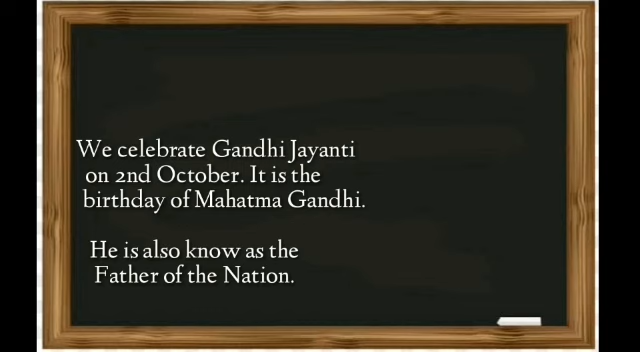 We celebrate Gandhi Jayanti
on 2nd October. It is the
birthday of Mahatma Gandhi.
He is also know as the
Father of the Nation.